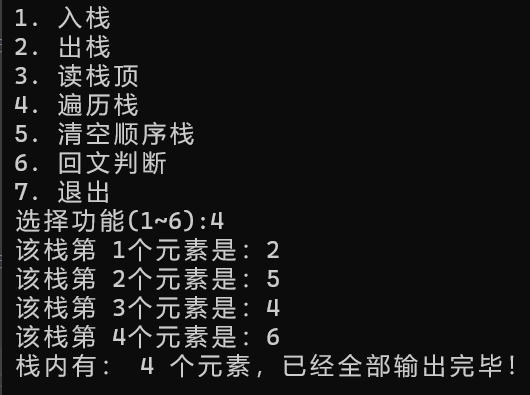 1. 入栈
2. 出栈
3. 读栈顶
4. 遍历栈
5. 清空顺序栈
6. 回文判断
7. 退出
选择功能(1~6):4
该栈第 1个元素是：2
该栈第 2个元素是：5
该栈第 3个元素是：4
该栈第 4个元素是：6
栈内有： 4 个元素，已经全部输出完毕！